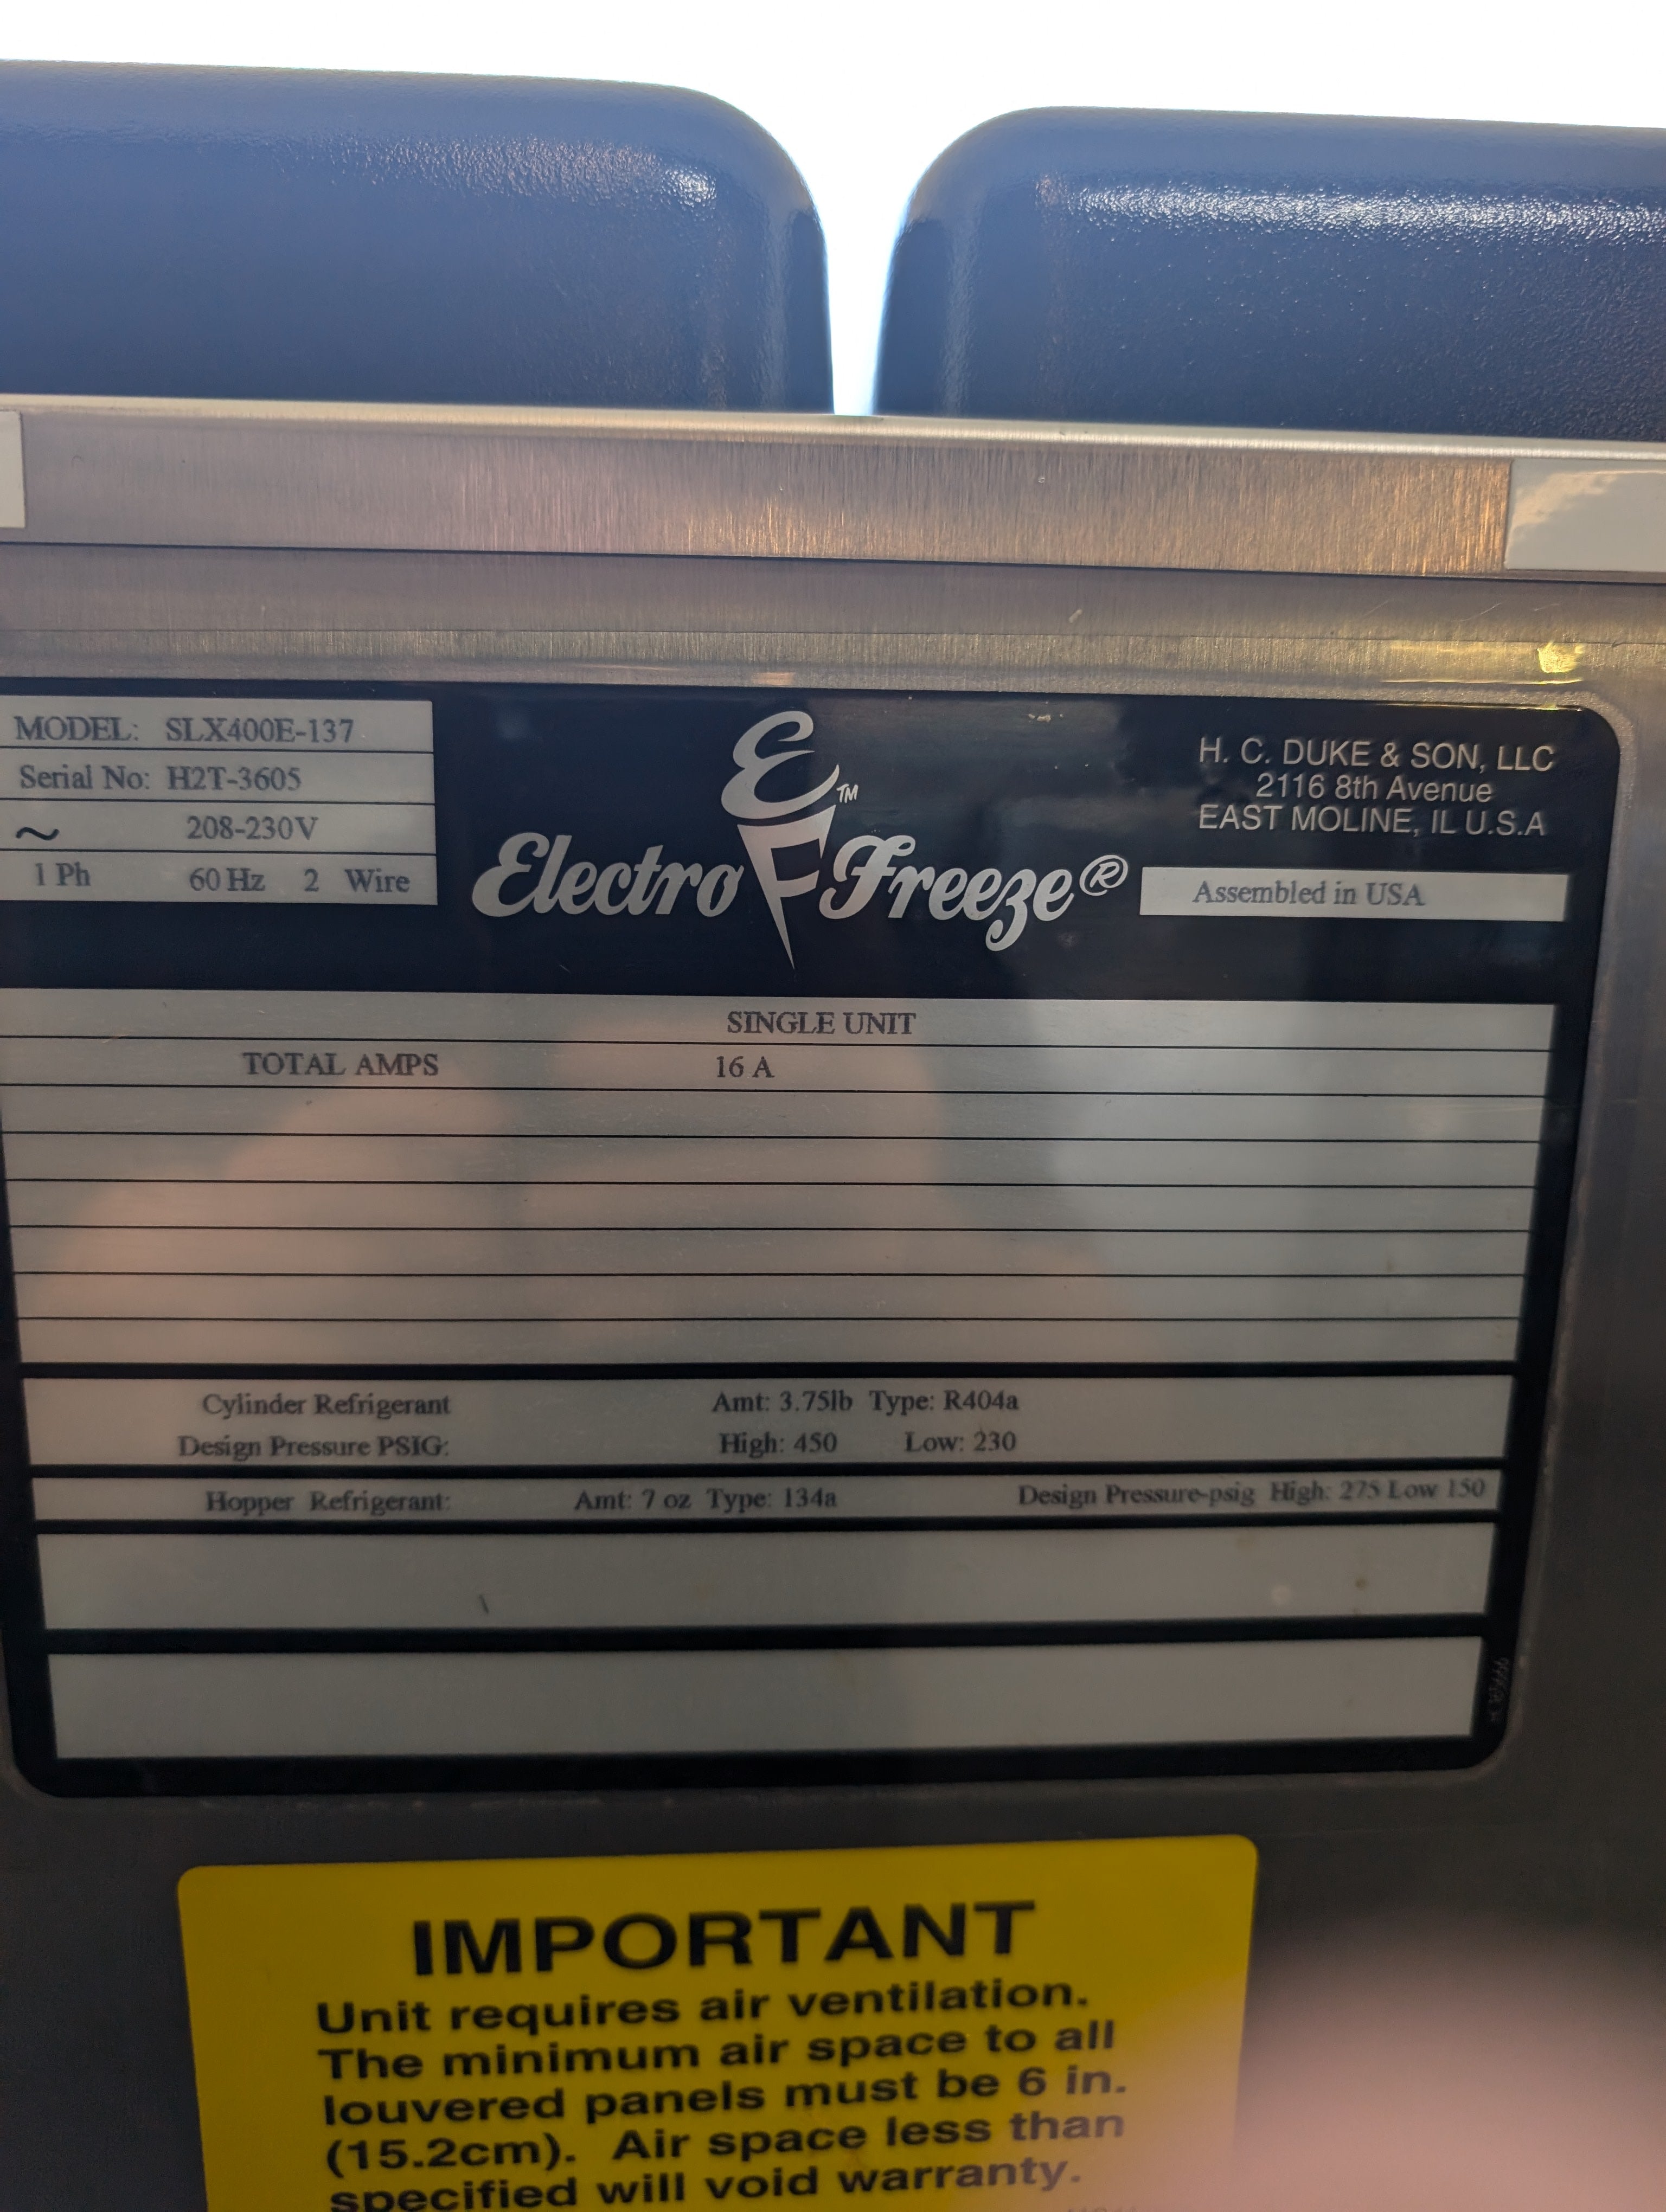 MODEL: SLX400E-137
Serial No: H2T-3605
~ 208-230V
1 Ph 60 Hz 2 Wire
E TM
F
Electro Freeze®
H. C. DUKE & SON, LLC
2116 8th Avenue
EAST MOLINE, IL U.S.A
Assembled in USA
SINGLE UNIT
TOTAL AMPS 16 A
Cylinder Refrigerant Amt: 3.75lb Type: R404a
Design Pressure PSIG: High: 450 Low: 230
Hopper Refrigerant: Amt: 7 oz Type: 134a Design Pressure-psig High: 275 Low 150
IMPORTANT
Unit requires air ventilation.
The minimum air space to all
louvered panels must be 6 in.
(15.2cm). Air space less than
specified will void warranty.